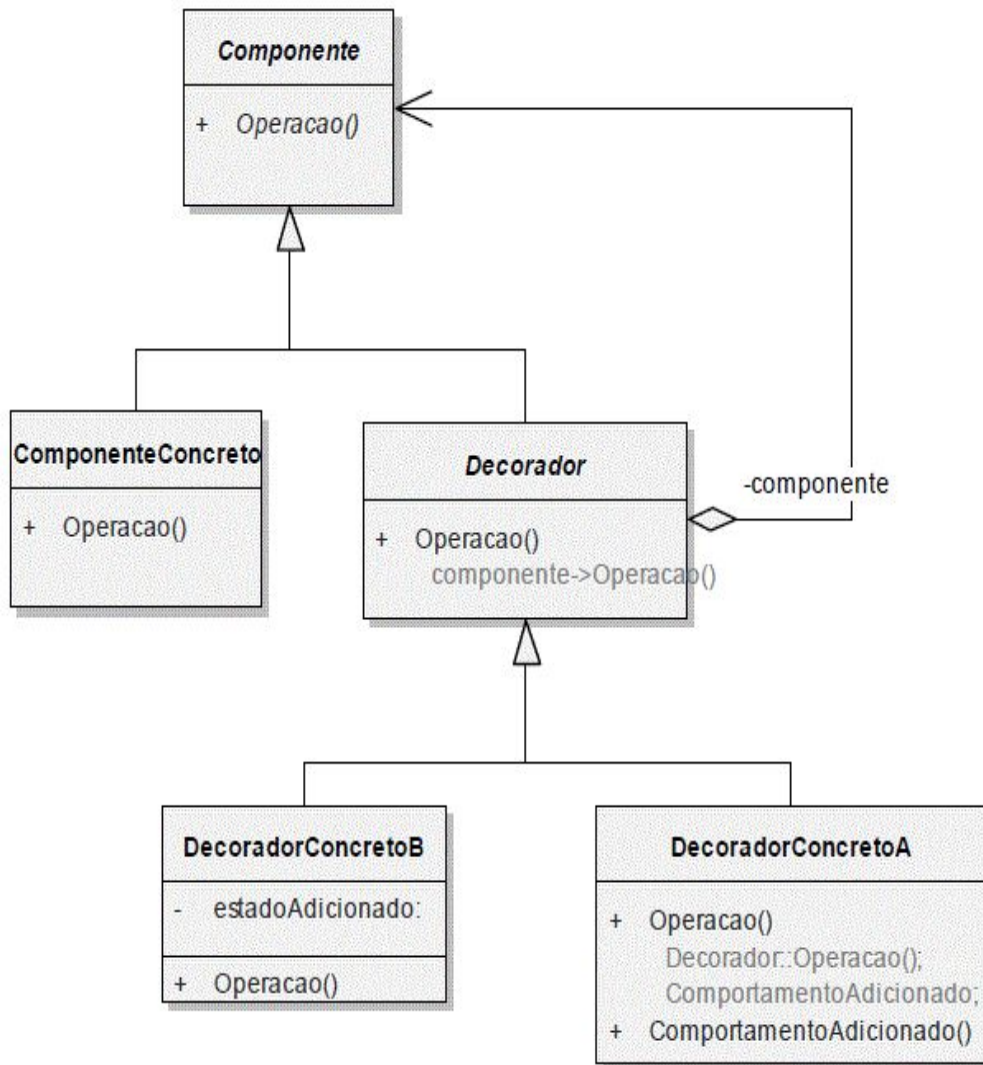 Componente
+ Operacao()
ComponenteConcreto
+ Operacao()
Decorador
+ Operacao()
componente->Operacao()
-componente
DecoradorConcretoB
- estadoAdicionado:
+ Operacao()
DecoradorConcretoA
+ Operacao()
Decorador::Operacao();
ComportamentoAdicionado;
+ ComportamentoAdicionado()